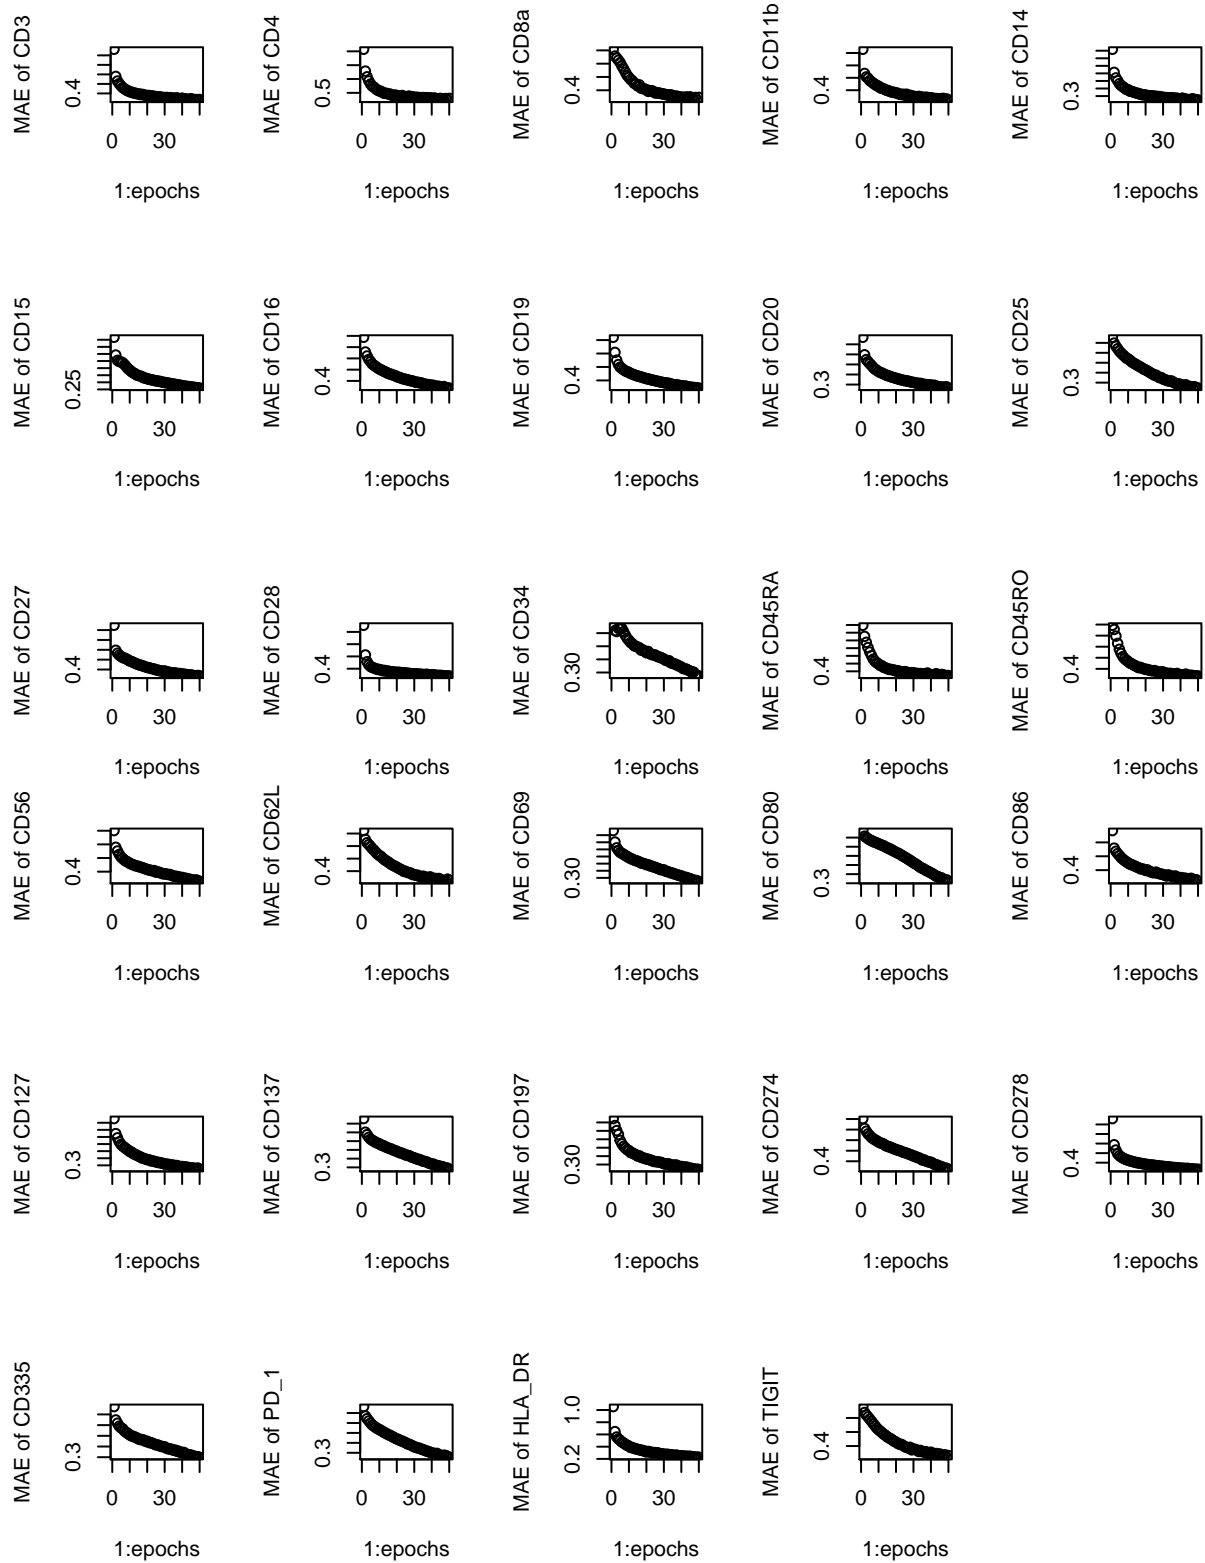 MAE of CD3
0.4
0 30
1:epochs
MAE of CD4
0.5
0 30
1:epochs
MAE of CD8a
0.4
0 30
1:epochs
MAE of CD11b
0.4
0 30
1:epochs
MAE of CD14
0.3
0 30
1:epochs
MAE of CD15
0.25
0 30
1:epochs
MAE of CD16
0.4
0 30
1:epochs
MAE of CD19
0.4
0 30
1:epochs
MAE of CD20
0.3
0 30
1:epochs
MAE of CD25
0.3
0 30
1:epochs
MAE of CD27
0.4
0 30
1:epochs
MAE of CD28
0.4
0 30
1:epochs
MAE of CD34
0.30
0 30
1:epochs
MAE of CD45RA
0.4
0 30
1:epochs
MAE of CD45RO
0.4
0 30
1:epochs
MAE of CD56
0.4
0 30
1:epochs
MAE of CD62L
0.4
0 30
1:epochs
MAE of CD69
0.30
0 30
1:epochs
MAE of CD80
0.3
0 30
1:epochs
MAE of CD86
0.4
0 30
1:epochs
MAE of CD127
0.3
0 30
1:epochs
MAE of CD137
0.3
0 30
1:epochs
MAE of CD197
0.30
0 30
1:epochs
MAE of CD274
0.4
0 30
1:epochs
MAE of CD278
0.4
0 30
1:epochs
MAE of CD335
0.3
0 30
1:epochs
MAE of PD_1
0.3
0 30
1:epochs
MAE of HLA_DR
0.2 1.0
0 30
1:epochs
MAE of TIGIT
0.4
0 30
1:epochs